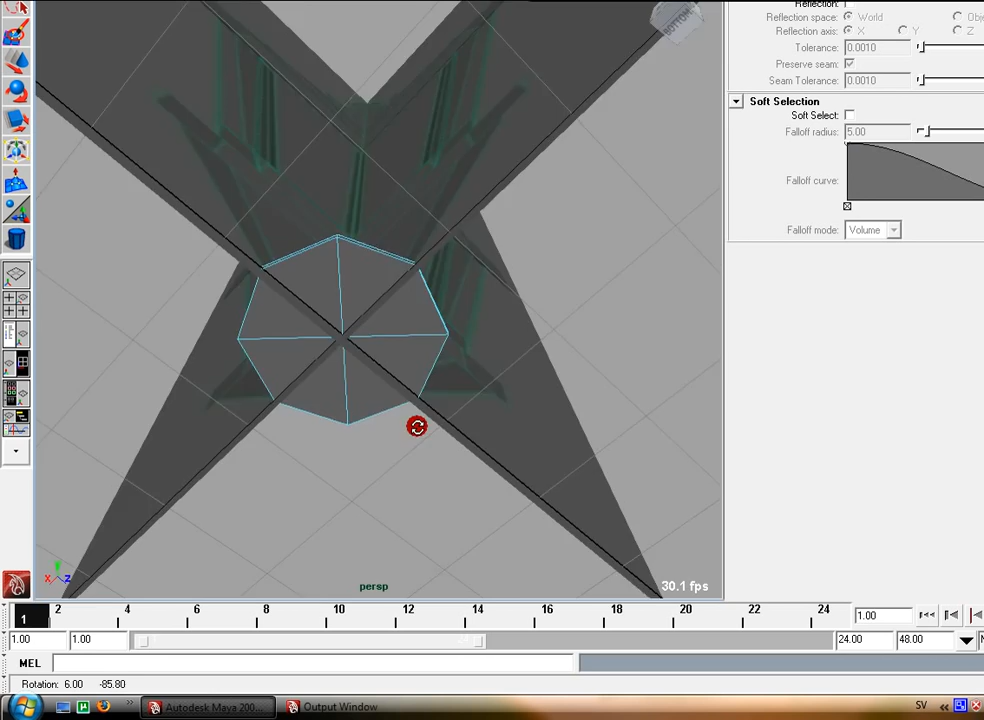 Reflection:
Reflection space: World Obje
Reflection axis: X Y Z
Tolerance: 0.0010
Preserve seam:
Seam Tolerance: 0.0010
Soft Selection
Soft Select:
Falloff radius: 5.00
Falloff curve:
Falloff mode: Volume
BOTTOM
x y z
persp
30.1 fps
1 2 4 6 8 10 12 14 16 18 20 22 24 1.00
1.00 1.00 24.00 48.00
MEL
Rotation: 6.00 -85.80
Autodesk Maya 200... Output Window SV